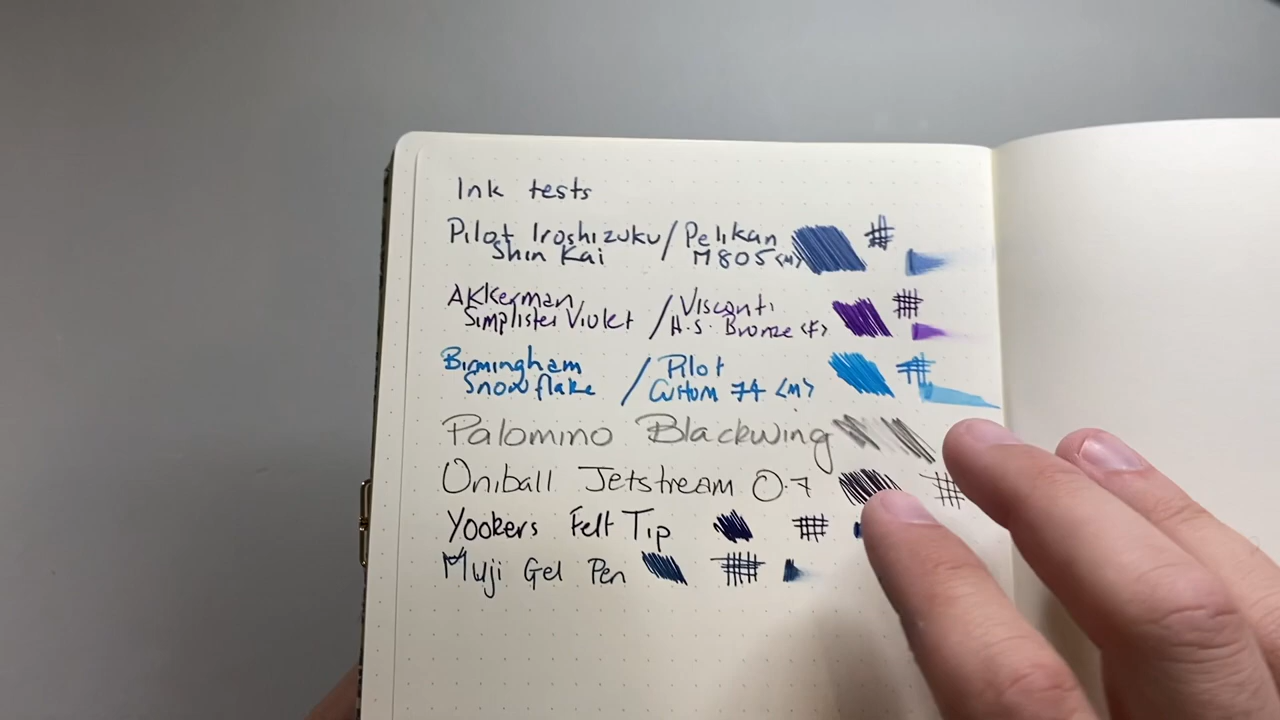 Ink tests
Pilot Iroshizuku / Pelikan
Shin Kai M805 <M>
Akkerman / Visconti
Simplistes Violet H.S. Bronze <F>
Birmingham / Pilot
Snowflake Custom 74 <M>
Palomino Blackwing
Uniball Jetstream 0.7
Yookers Felt Tip
Muji Gel Pen